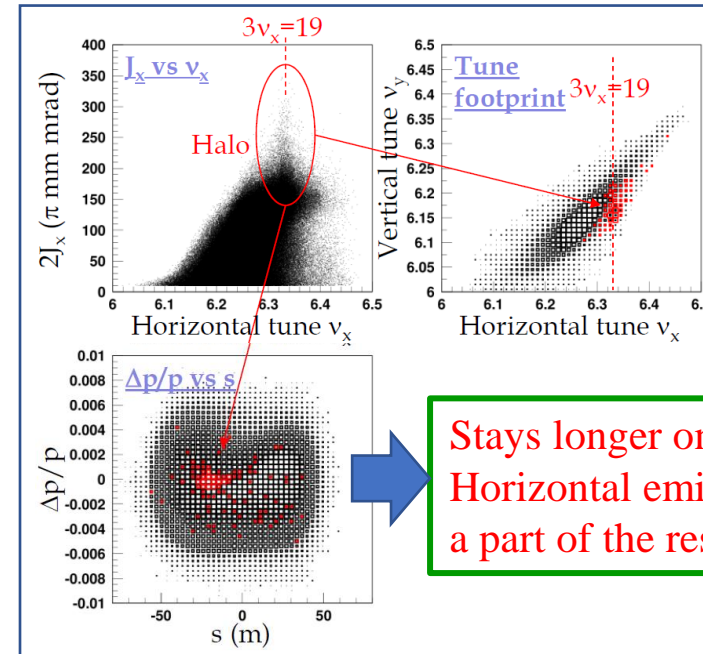 3νx=19
Jx vs νx
Halo
2Jx (π mm mrad)
400
350
300
250
200
150
100
50
0
6
6.1
6.2
6.3
6.4
6.5
Horizontal tune νx
Tune
footprint
3νx=19
Vertical tune νy
6.5
6.45
6.4
6.35
6.3
6.25
6.2
6.15
6.1
6.05
6
6
6.1
6.2
6.3
6.4
Horizontal tune νx
Δp/p vs s
Δp/p
0.01
0.008
0.006
0.004
0.002
0
-0.002
-0.004
-0.006
-0.008
-0.01
-50
0
50
s (m)
Stays longer
Horizontal
a part of the